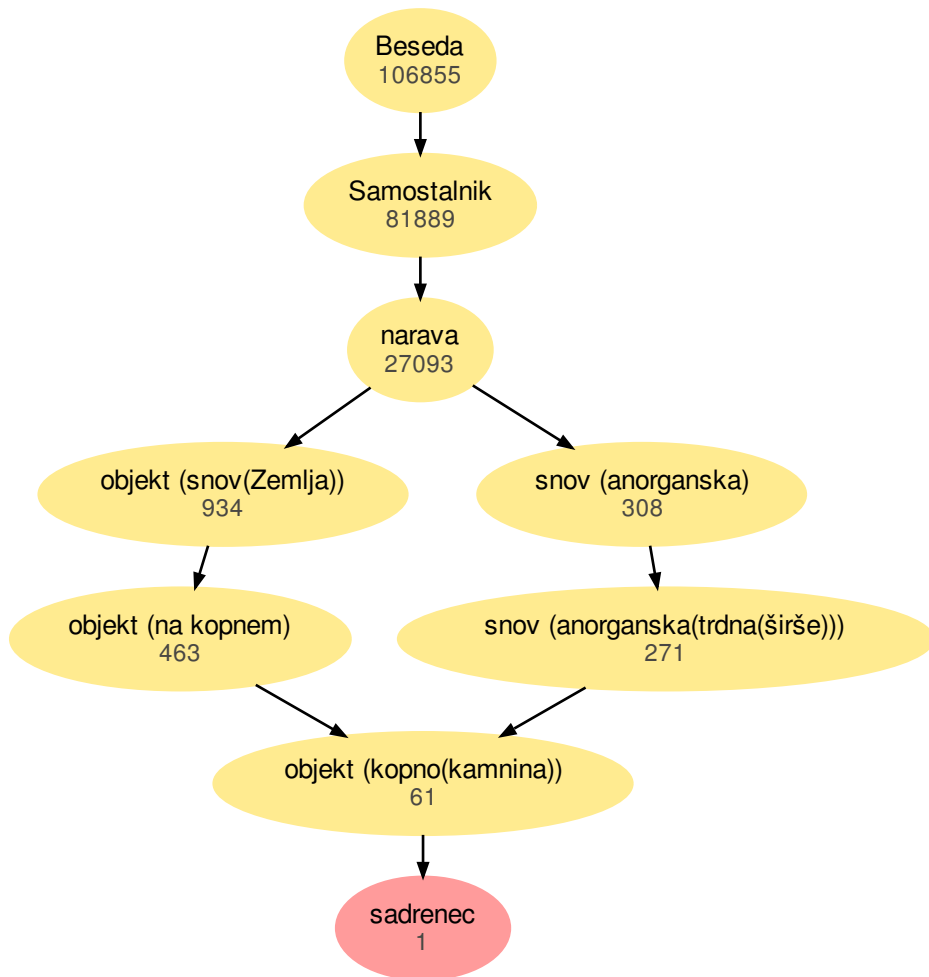 Beseda
106855
Samostalnik
81889
narava
27093
objekt (snov(Zemlja))
934
snov (anorganska)
308
objekt (na kopnem)
463
snov (anorganska(trdna(širše)))
271
objekt (kopno(kamnina))
61
sadrenec
1